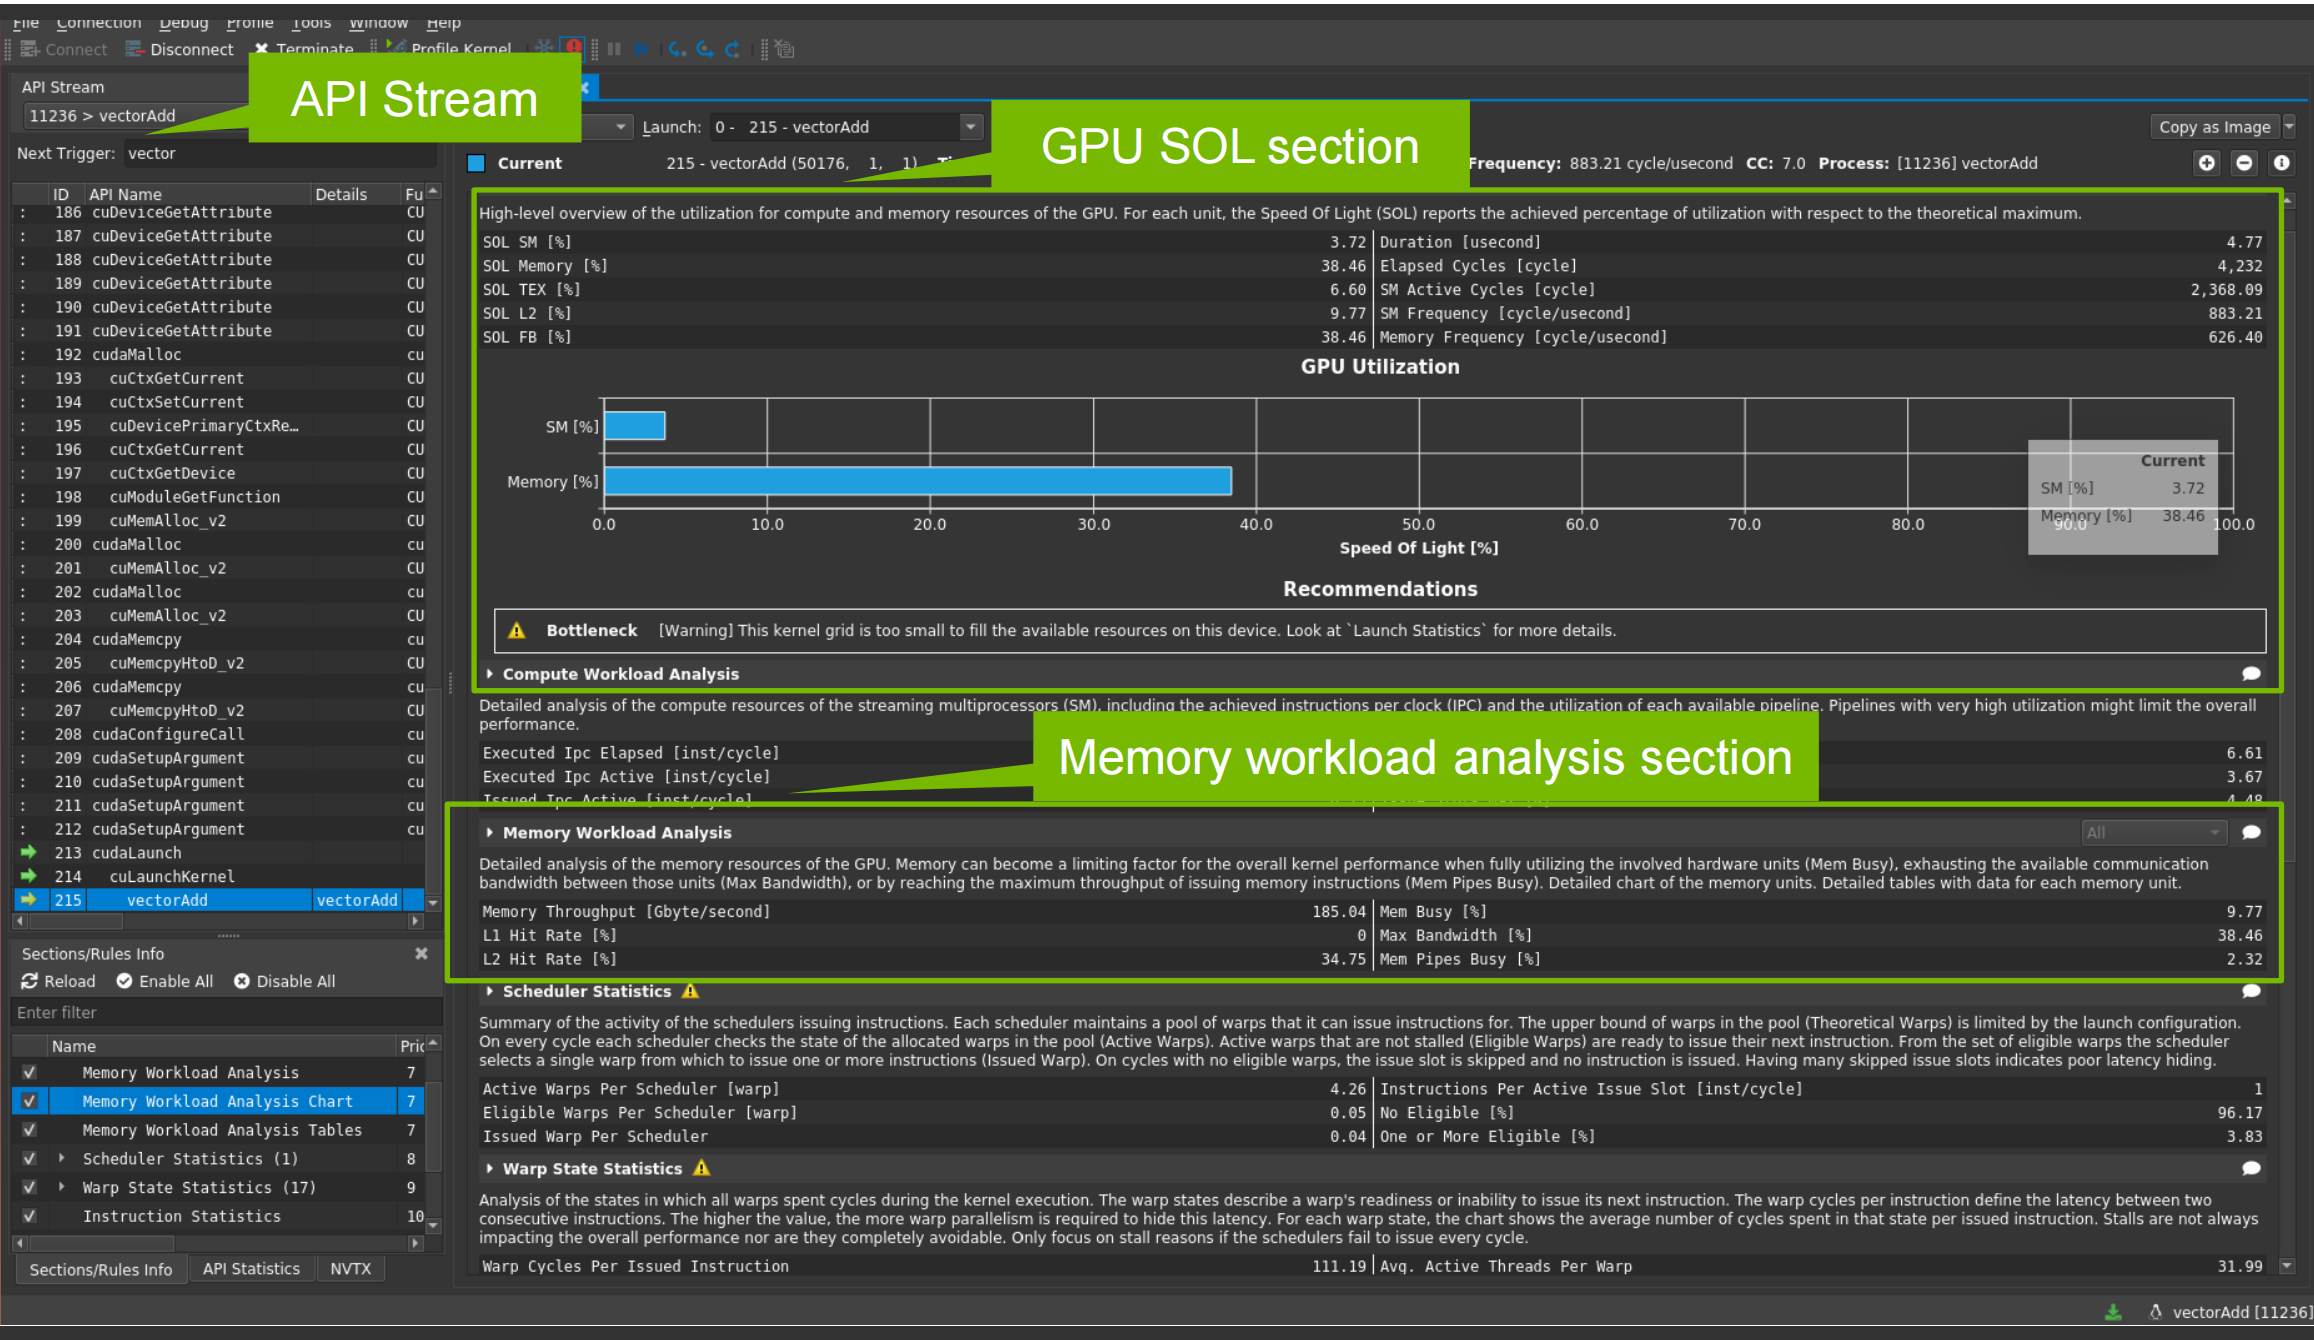 File Connection Debug Profile Tools Window Help
Connect Disconnect Terminate Profile Kernel
API Stream
API Stream
11236 > vectorAdd
Launch: 0 - 215 - vectorAdd
GPU SOL section
Copy as Image
Next Trigger: vector
Current 215 - vectorAdd (50176, 1, 1) Frequency: 883.21 cycle/usecond CC: 7.0 Process: [11236] vectorAdd
ID API Name Details Fu
: 186 cuDeviceGetAttribute CU
: 187 cuDeviceGetAttribute CU
: 188 cuDeviceGetAttribute CU
: 189 cuDeviceGetAttribute CU
: 190 cuDeviceGetAttribute CU
: 191 cuDeviceGetAttribute CU
: 192 cudaMalloc cu
: 193 cuCtxGetCurrent CU
: 194 cuCtxSetCurrent CU
: 195 cuDevicePrimaryCtxRe… CU
: 196 cuCtxGetCurrent CU
: 197 cuCtxGetDevice CU
: 198 cuModuleGetFunction CU
: 199 cuMemAlloc_v2 CU
: 200 cudaMalloc cu
: 201 cuMemAlloc_v2 CU
: 202 cudaMalloc cu
: 203 cuMemAlloc_v2 CU
: 204 cudaMemcpy cu
: 205 cuMemcpyHtoD_v2 CU
: 206 cudaMemcpy cu
: 207 cuMemcpyHtoD_v2 CU
: 208 cudaConfigureCall cu
: 209 cudaSetupArgument cu
: 210 cudaSetupArgument cu
: 211 cudaSetupArgument cu
: 212 cudaSetupArgument cu
213 cudaLaunch
214 cuLaunchKernel
215 vectorAdd vectorAdd
Sections/Rules Info
Reload Enable All Disable All
Enter filter
Name Pric
Memory Workload Analysis 7
Memory Workload Analysis Chart 7
Memory Workload Analysis Tables 7
Scheduler Statistics (1) 8
Warp State Statistics (17) 9
Instruction Statistics 10
Sections/Rules Info API Statistics NVTX
High-level overview of the utilization for compute and memory resources of the GPU. For each unit, the Speed Of Light (SOL) reports the achieved percentage of utilization with respect to the theoretical maximum.
SOL SM [%] 3.72 Duration [usecond] 4.77
SOL Memory [%] 38.46 Elapsed Cycles [cycle] 4,232
SOL TEX [%] 6.60 SM Active Cycles [cycle] 2,368.09
SOL L2 [%] 9.77 SM Frequency [cycle/usecond] 883.21
SOL FB [%] 38.46 Memory Frequency [cycle/usecond] 626.40
GPU Utilization
SM [%]
Memory [%]
Current
SM [%] 3.72
Memory [%] 38.46
0.0 10.0 20.0 30.0 40.0 50.0 60.0 70.0 80.0 90.0 100.0
Speed Of Light [%]
Recommendations
Bottleneck [Warning] This kernel grid is too small to fill the available resources on this device. Look at `Launch Statistics` for more details.
Compute Workload Analysis
Detailed analysis of the compute resources of the streaming multiprocessors (SM), including the achieved instructions per clock (IPC) and the utilization of each available pipeline. Pipelines with very high utilization might limit the overall
performance.
Memory workload analysis section
Executed Ipc Elapsed [inst/cycle] 6.61
Executed Ipc Active [inst/cycle] 3.67
Issued Ipc Active [inst/cycle] 4.48
Memory Workload Analysis All
Detailed analysis of the memory resources of the GPU. Memory can become a limiting factor for the overall kernel performance when fully utilizing the involved hardware units (Mem Busy), exhausting the available communication
bandwidth between those units (Max Bandwidth), or by reaching the maximum throughput of issuing memory instructions (Mem Pipes Busy). Detailed chart of the memory units. Detailed tables with data for each memory unit.
Memory Throughput [Gbyte/second] 185.04 Mem Busy [%] 9.77
L1 Hit Rate [%] 0 Max Bandwidth [%] 38.46
L2 Hit Rate [%] 34.75 Mem Pipes Busy [%] 2.32
Scheduler Statistics
Summary of the activity of the schedulers issuing instructions. Each scheduler maintains a pool of warps that it can issue instructions for. The upper bound of warps in the pool (Theoretical Warps) is limited by the launch configuration.
On every cycle each scheduler checks the state of the allocated warps in the pool (Active Warps). Active warps that are not stalled (Eligible Warps) are ready to issue their next instruction. From the set of eligible warps the scheduler
selects a single warp from which to issue one or more instructions (Issued Warp). On cycles with no eligible warps, the issue slot is skipped and no instruction is issued. Having many skipped issue slots indicates poor latency hiding.
Active Warps Per Scheduler [warp] 4.26 Instructions Per Active Issue Slot [inst/cycle] 1
Eligible Warps Per Scheduler [warp] 0.05 No Eligible [%] 96.17
Issued Warp Per Scheduler 0.04 One or More Eligible [%] 3.83
Warp State Statistics
Analysis of the states in which all warps spent cycles during the kernel execution. The warp states describe a warp's readiness or inability to issue its next instruction. The warp cycles per instruction define the latency between two
consecutive instructions. The higher the value, the more warp parallelism is required to hide this latency. For each warp state, the chart shows the average number of cycles spent in that state per issued instruction. Stalls are not always
impacting the overall performance nor are they completely avoidable. Only focus on stall reasons if the schedulers fail to issue every cycle.
Warp Cycles Per Issued Instruction 111.19 Avg. Active Threads Per Warp 31.99
vectorAdd [11236]